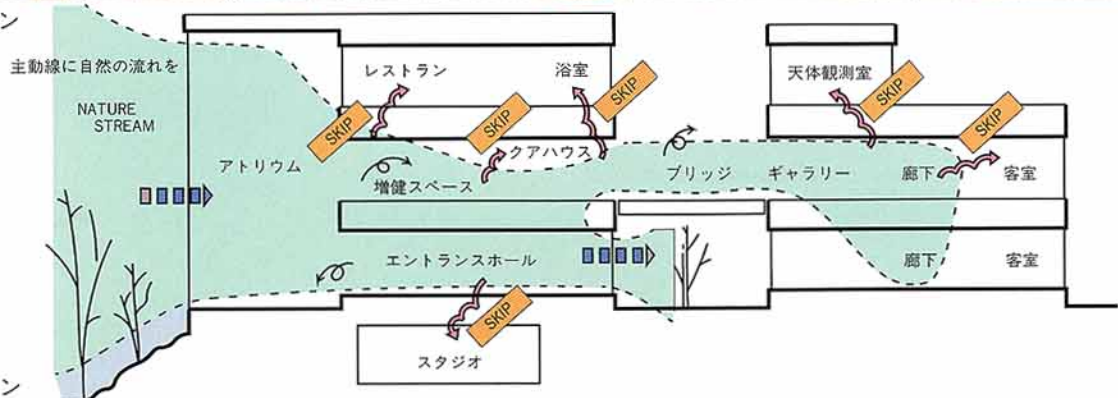 ン
主動線に自然の流れを
NATURE
STREAM
アトリウム
レストラン
浴室
天体観測室
SKIP
SKIP
SKIP
SKIP
SKIP
クアハウス
増健スペース
ブリッジ
ギャラリー
廊下
客室
エントランスホール
廊下
客室
SKIP
スタジオ
ン